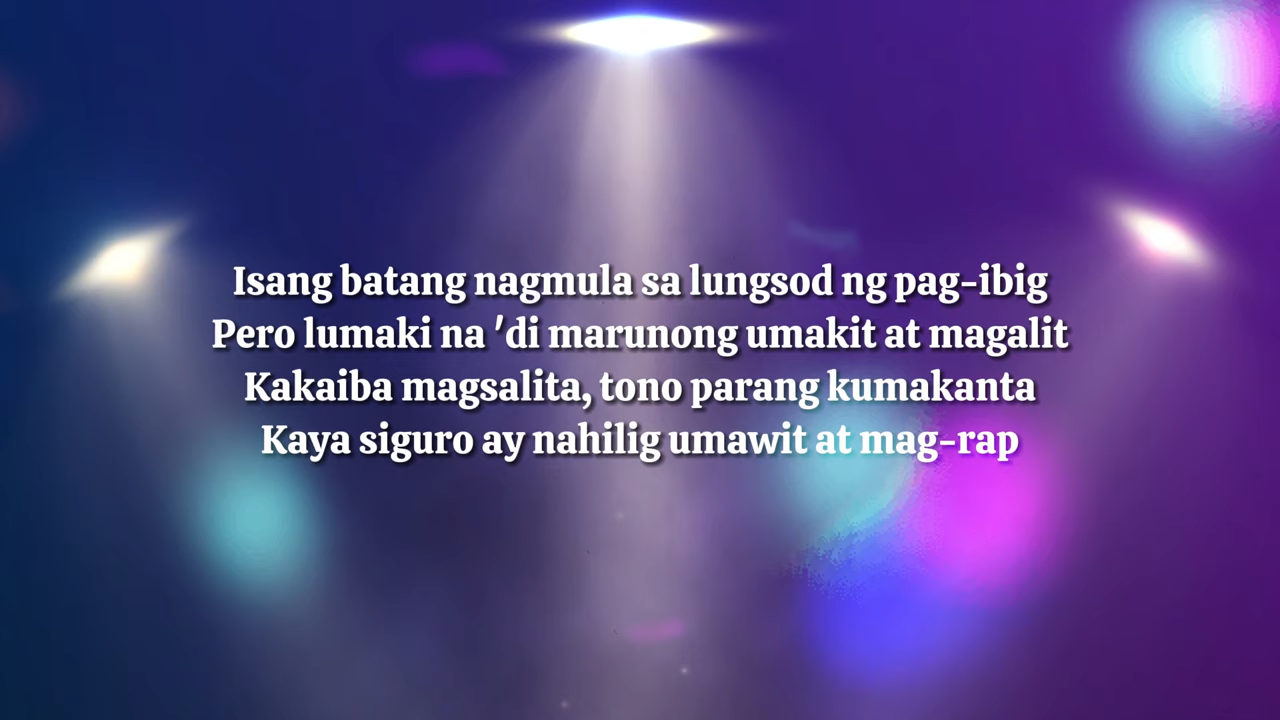 Isang batang nagmula sa lungsod ng pag-ibig
Pero lumaki na 'di marunong umakit at magalit
Kakaiba magsalita, tono parang kumakanta
Kaya siguro ay nahilig umawit at mag-rap